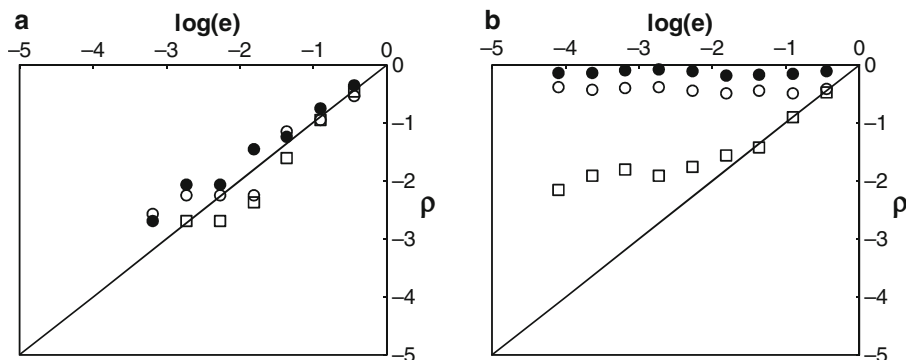 a
log(e)
–5 –4 –3 –2 –1 0
0
–1
–2
ρ
–3
–4
–5
b
log(e)
–5 –4 –3 –2 –1 0
0
–1
–2
ρ
–3
–4
–5